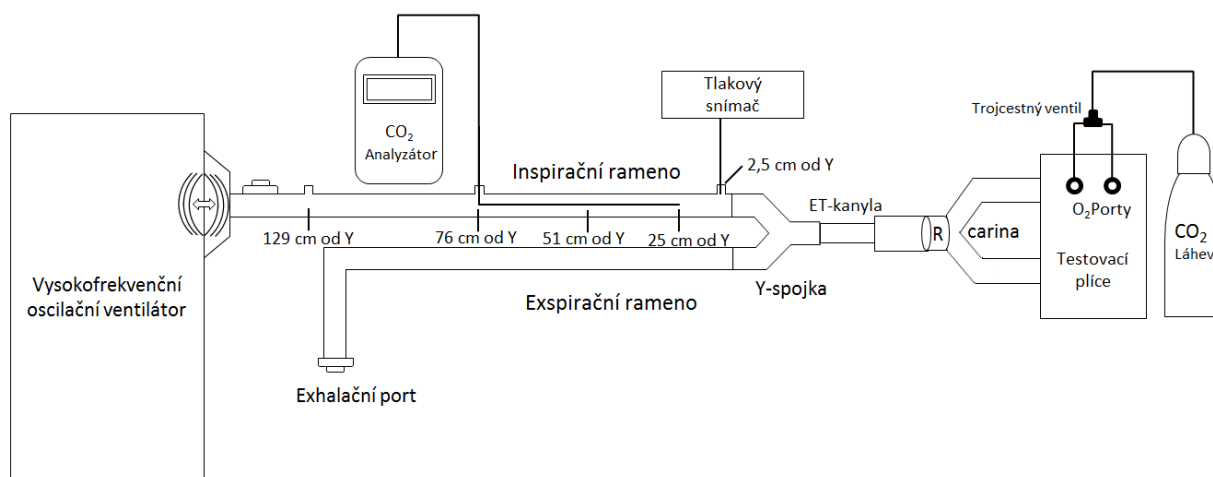 Vysokofrekvenční
oscilační ventilátor
CO₂
Analyzátor
Tlakový
snímač
2,5 cm od Y
Inspirační rameno
129 cm od Y
76 cm od Y
51 cm od Y
25 cm od Y
Exspirační rameno
Exhalační port
Y-spojka
ET-kanyla
R
carina
Trojcestný ventil
O₂Porty
Testovací
plíce
CO₂
Láhev